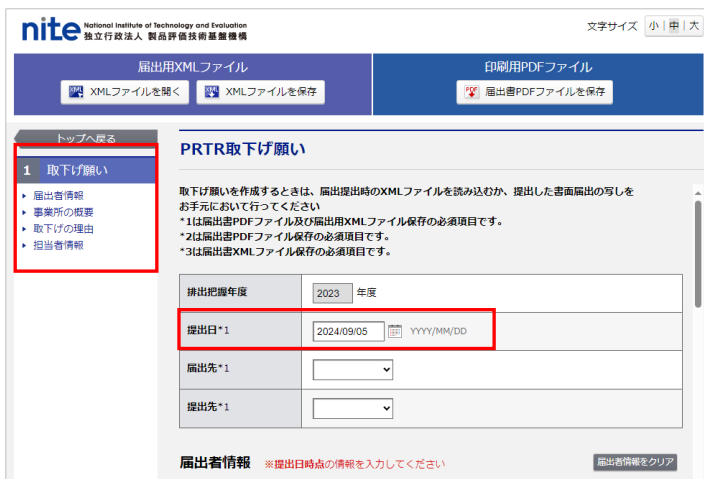 nite National Institute of Technology and Evaluation
独立行政法人 製品評価技術基盤機構
文字サイズ 小 中 大
届出用XMLファイル
XMLファイルを開く XMLファイルを保存
印刷用PDFファイル
届出書PDFファイルを保存
トップへ戻る
1 取下げ願い
届出者情報
事業所の概要
取下げの理由
担当者情報
PRTR取下げ願い
取下げ願いを作成するときは、届出提出時のXMLファイルを読み込むか、提出した書面届出の写しを
お手元において行ってください
*1は届出書PDFファイル及び届出用XMLファイル保存の必須項目です。
*2は届出書PDFファイル保存の必須項目です。
*3は届出書XMLファイル保存の必須項目です。
排出把握年度 2023 年度
提出日*1 2024/09/05 YYYY/MM/DD
届出先*1
提出先*1
届出者情報 ※提出日時点の情報を入力してください 届出者情報をクリア